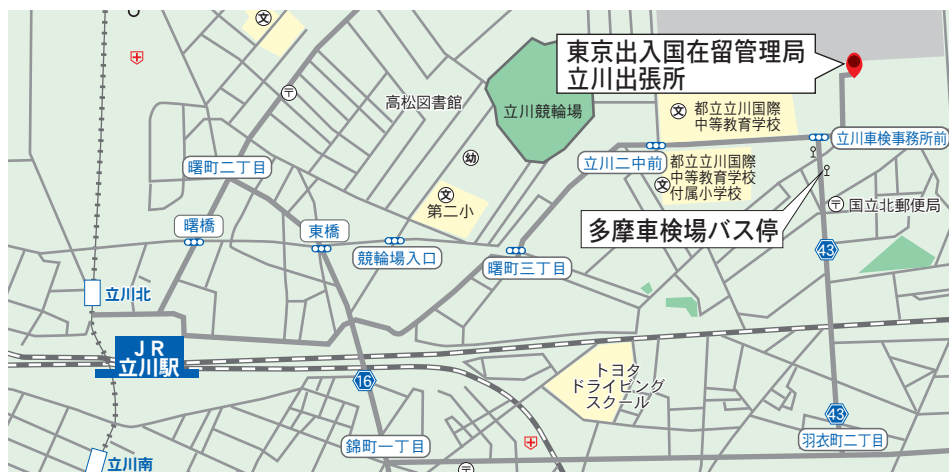 文
東京出入国在留管理局
立川出張所
〒
高松図書館
立川競輪場
文
都立立川国際
中等教育学校
立川車検事務所前
曙町二丁目
幼
立川二中前
都立立川国際
文
中等教育学校
付属小学校
文
第二小
〒
国立北郵便局
曙橋
東橋
競輪場入口
多摩車検場バス停
43
曙町三丁目
立川北
JR
立川駅
トヨタ
ドライビング
スクール
16
43
錦町一丁目
羽衣町二丁目
立川南
〒